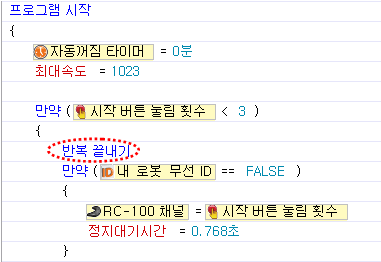 프로그램 시작
{
자동꺼짐 타이머 = 0분
최대속도 = 1023
만약 ( 시작 버튼 눌림 횟수 < 3 )
{
반복 끝내기
만약 ( 내 로봇 무선 ID == FALSE )
{
RC-100 채널 = 시작 버튼 눌림 횟수
정지대기시간 = 0.768초
}